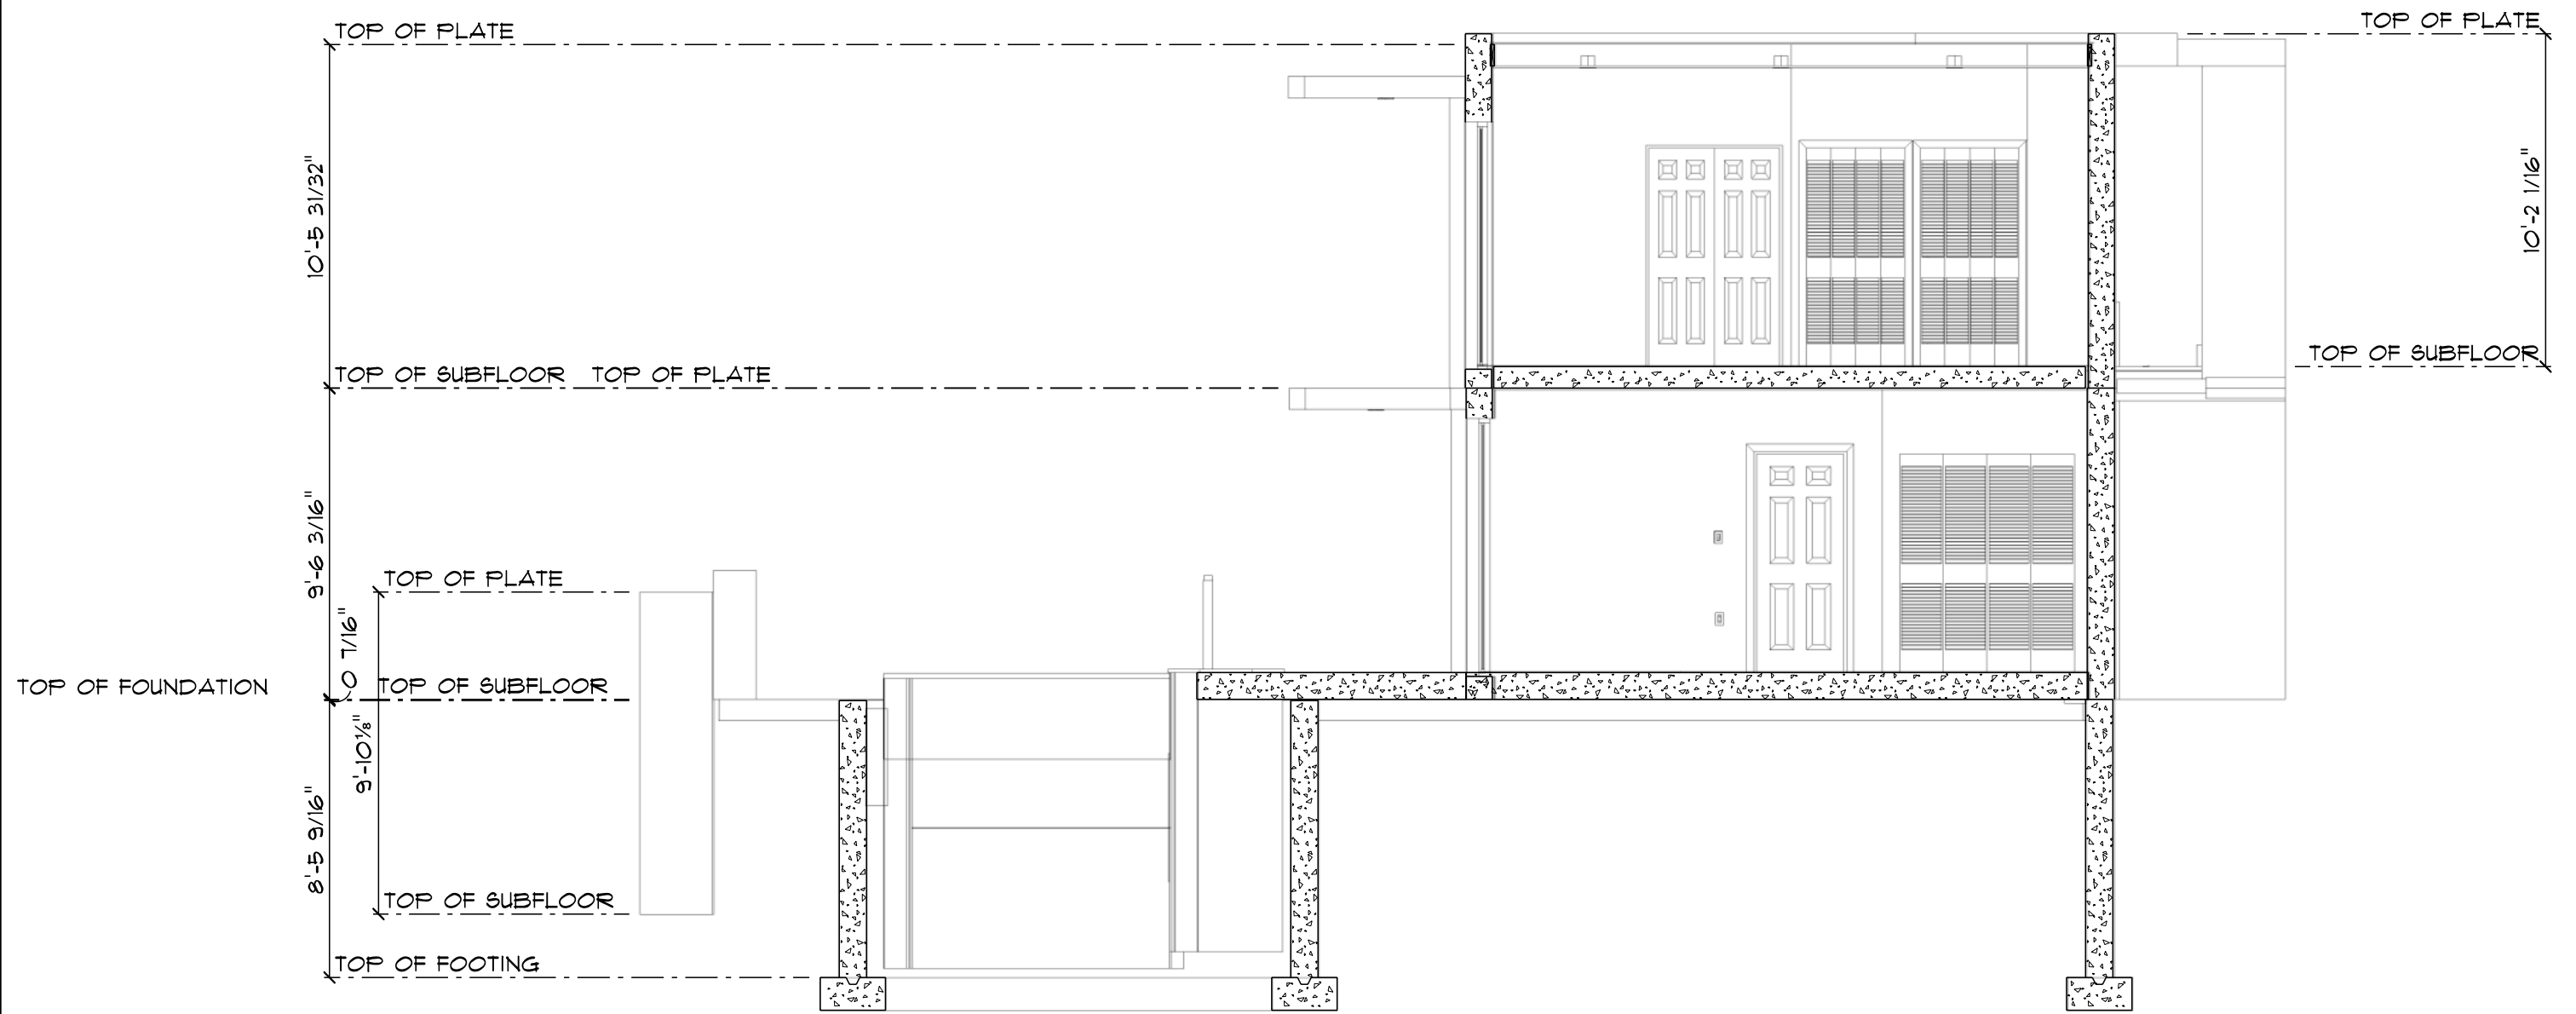 TOP OF PLATE
TOP OF PLATE
10'-5 31/32"
10'-2 1/16"
TOP OF SUBFLOOR
TOP OF SUBFLOOR TOP OF PLATE
9'-6 3/16"
TOP OF PLATE
0 7/16"
TOP OF FOUNDATION
TOP OF SUBFLOOR
9'-10⅛"
8'-5 9/16"
TOP OF SUBFLOOR
TOP OF FOOTING